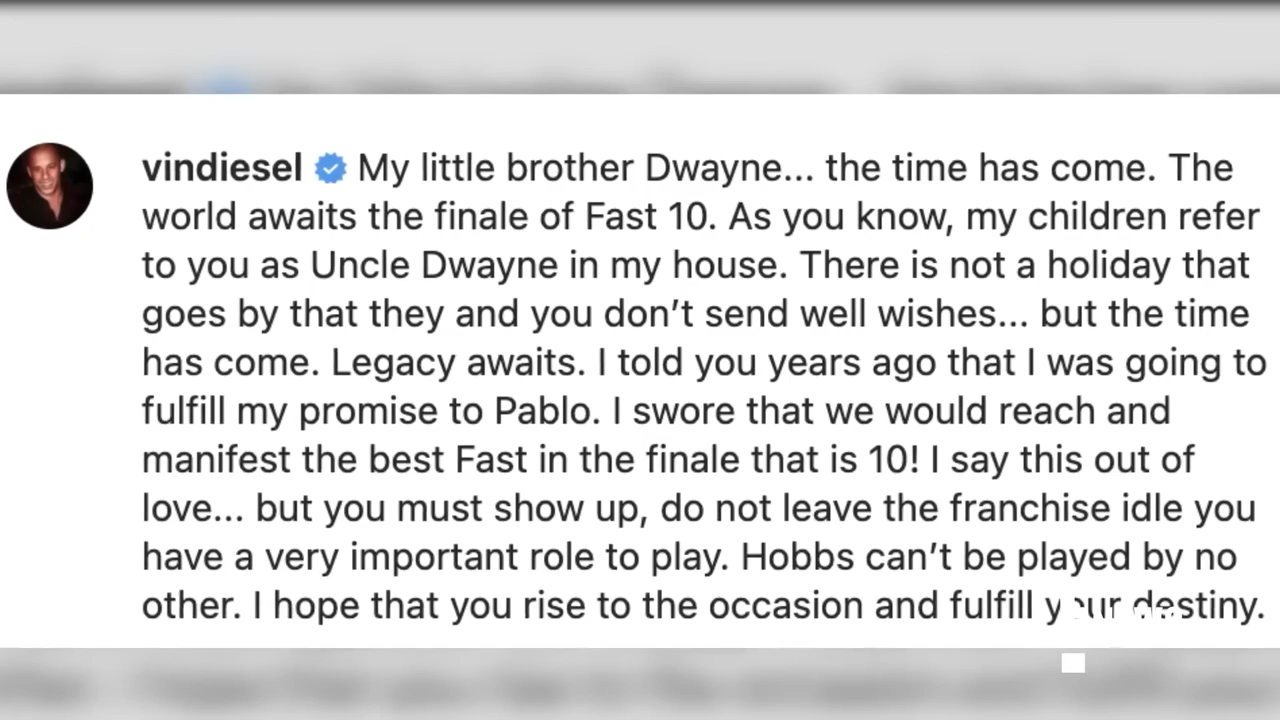 vindiesel My little brother Dwayne... the time has come. The
world awaits the finale of Fast 10. As you know, my children refer
to you as Uncle Dwayne in my house. There is not a holiday that
goes by that they and you don’t send well wishes... but the time
has come. Legacy awaits. I told you years ago that I was going to
fulfill my promise to Pablo. I swore that we would reach and
manifest the best Fast in the finale that is 10! I say this out of
love... but you must show up, do not leave the franchise idle you
have a very important role to play. Hobbs can’t be played by no
other. I hope that you rise to the occasion and fulfill your destiny.